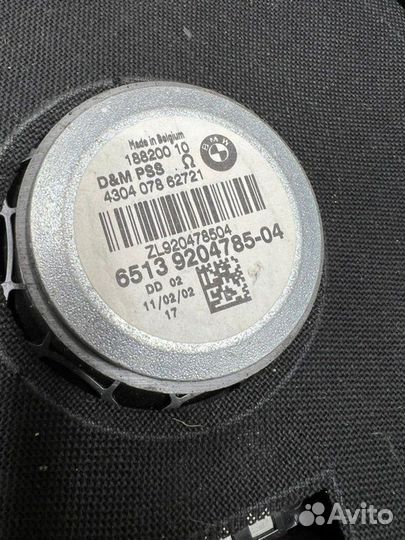 Made in Belgium
188200 10
D&M PSS Ω
4304 078 62721
BMW
ZL920478504
6513 9204785-04
DD 02
11/02/02
17
Avito